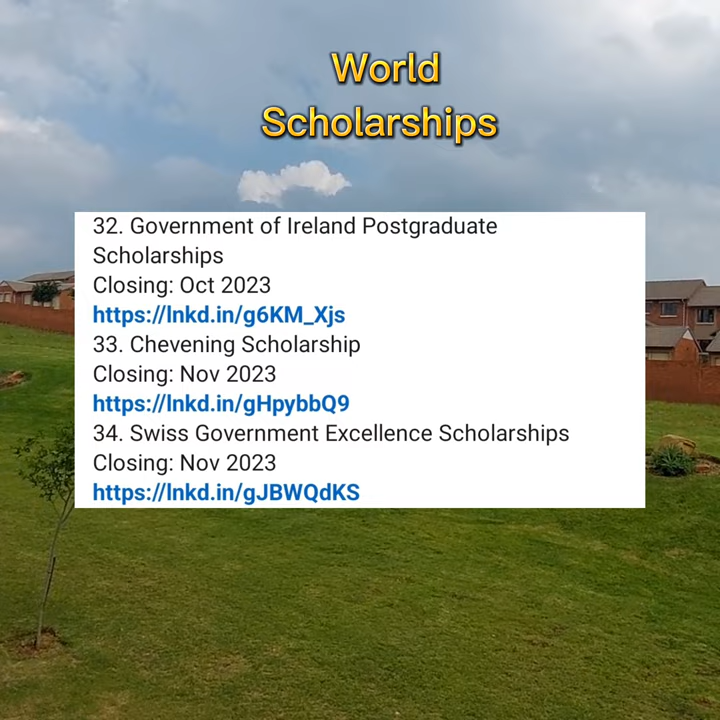 World
Scholarships
32. Government of Ireland Postgraduate
Scholarships
Closing: Oct 2023
https://lnkd.in/g6KM_Xjs
33. Chevening Scholarship
Closing: Nov 2023
https://lnkd.in/gHpybbQ9
34. Swiss Government Excellence Scholarships
Closing: Nov 2023
https://lnkd.in/gJBWQdKS